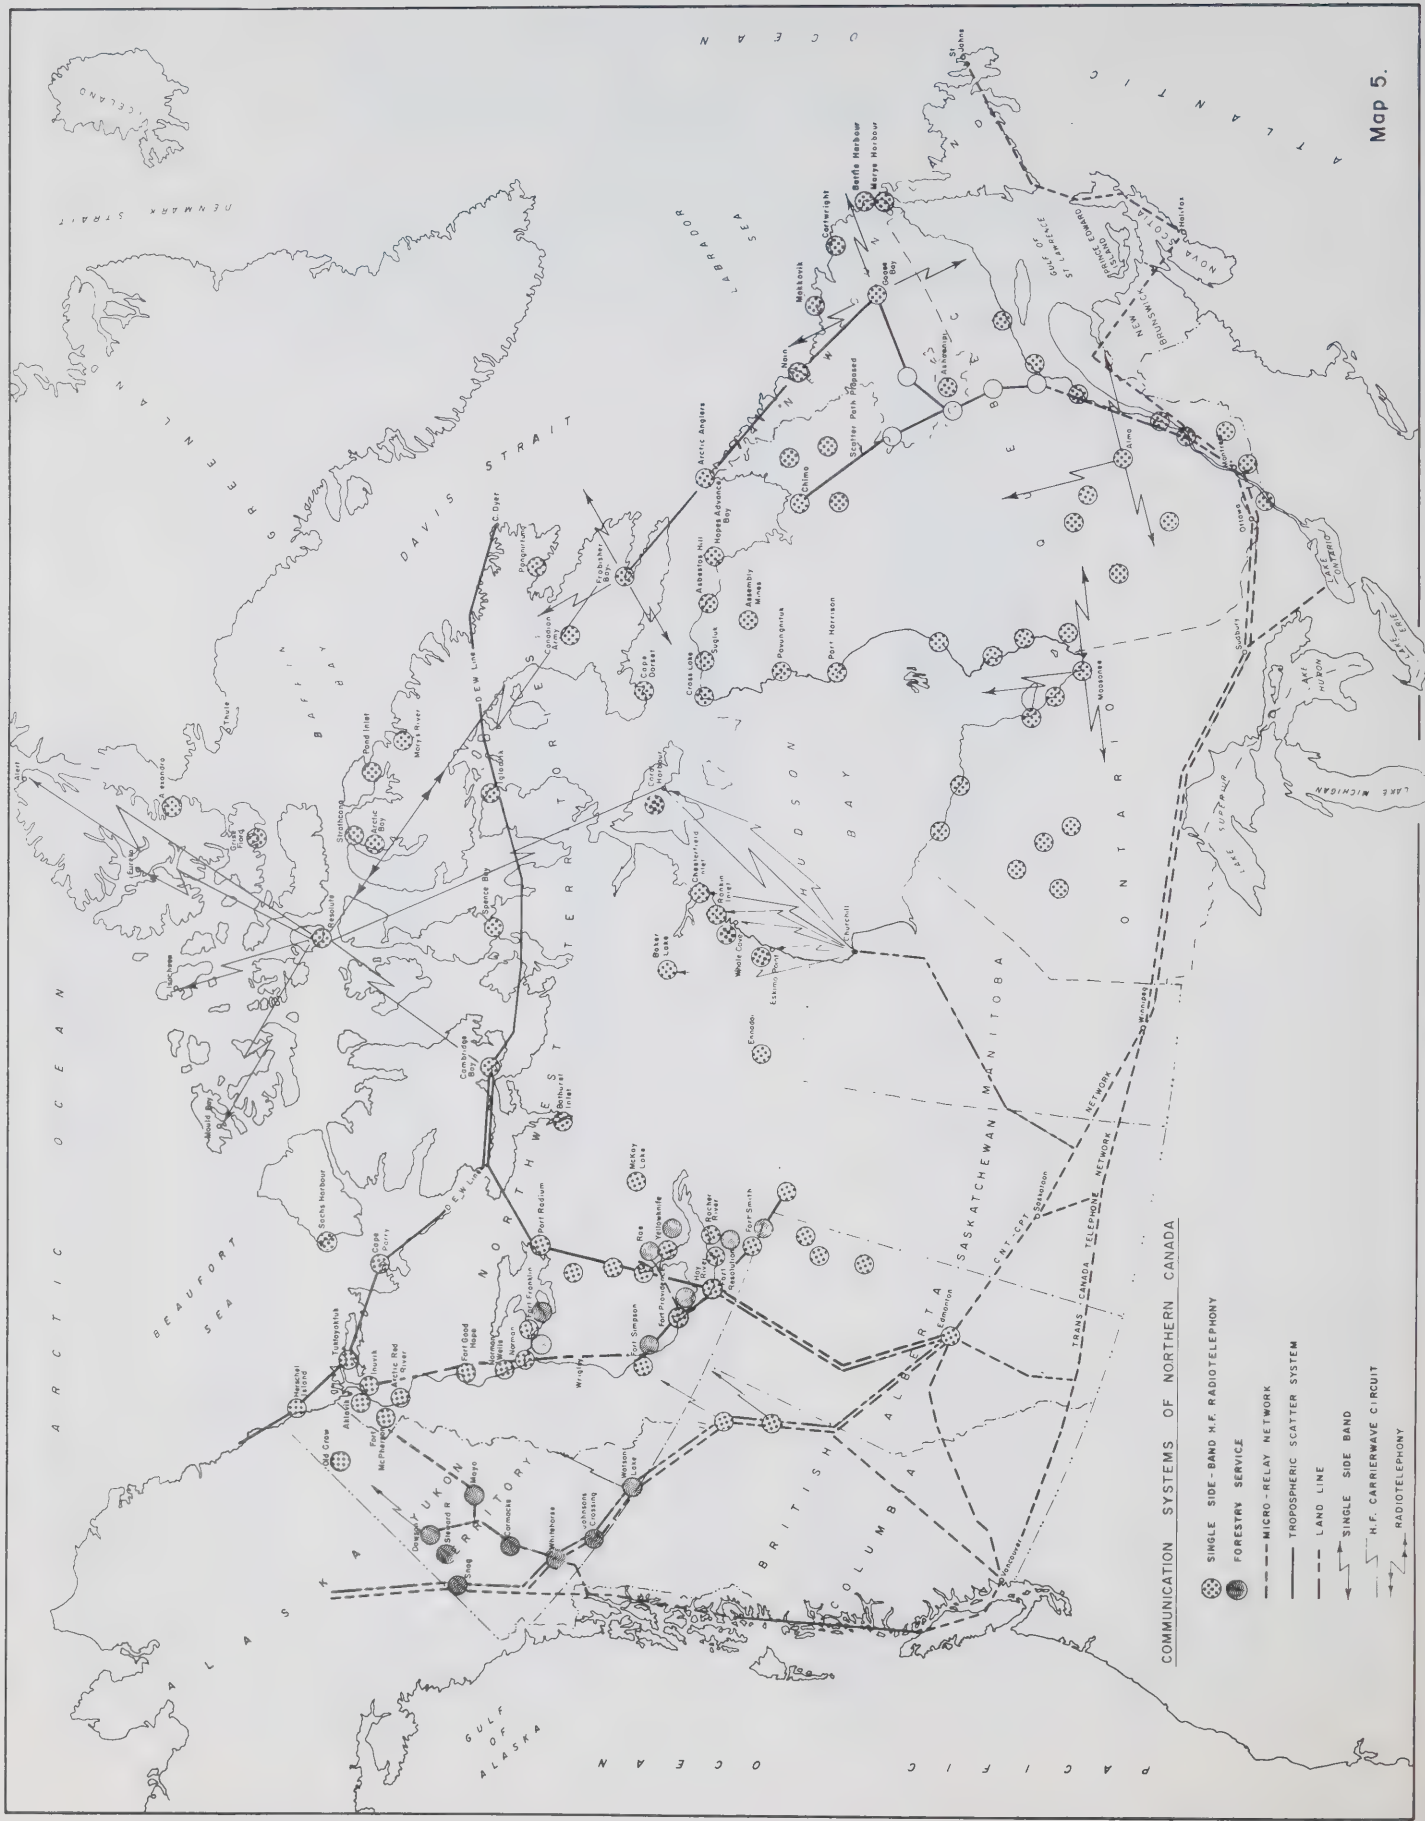 ARCTIC OCEAN
BEAUFORT
SEA
BAFFIN
BAY
GREENLAND
DENMARK STRAIT
ICELAND
DAVIS STRAIT
LABRADOR
SEA
ATLANTIC
OCEAN
PACIFIC OCEAN
GULF
OF
ALASKA
ALASKA
YUKON
TERRITORY
NORTHWEST
TERRITORIES
HUDSON
BAY
BRITISH
COLUMBIA
ALBERTA
SASKATCHEWAN
MANITOBA
ONTARIO
QUEBEC
NEW
BRUNSWICK
NOVA
SCOTIA
PRINCE EDWARD
ISLAND
GULF OF
ST LAWRENCE
LAKE
SUPERIOR
LAKE MICHIGAN
LAKE
HURON
LAKE ERIE
LAKE
ONTARIO
Alert
Eureka
Alexandra
Thule
Isachsen
Mould Bay
Resolute
Strathcona
Arctic
Bay
Pond Inlet
Marys River
Igloolik
DEW Line
C. Dyer
Pangnirtung
Canadian
Army
Frobisher
Bay
Cape
Dorset
Spence Bay
Cambridge
Bay
Bathurst
Inlet
DEW Line
Sachs Harbour
Cape
Parry
Tuktoyaktuk
Herschel
Island
Inuvik
Aklavik
Arctic Red
River
Fort
McPherson
Old Crow
Fort Good
Hope
Norman
Wells
Norman
Fort Franklin
Port Radium
Wrigley
Fort Simpson
Fort Providence
Rae
Yellowknife
McKay
Lake
Hay
River
Fort
Resolution
Rocher
River
Fort Smith
Dawson
Steward R
Mayo
Snag
Carmacks
Whitehorse
Johnsons
Crossing
Watson
Lake
Baker
Lake
Chesterfield
Inlet
Rankin
Inlet
Whale Cove
Eskimo Point
Ennadai
Churchill
Coral
Harbour
Cross Lake
Sugluk
Asbestos Hill
Hopes Advance
Bay
Assembly
Mines
Povungnituk
Port Harrison
Arctic Anglers
Chimo
Scatter Path Proposed
Nain
Makkovik
Cartwright
Battle Harbour
Marys Harbour
Goose
Bay
Ashuanipi
Moosonee
Alma
Montreal
Ottawa
Sudbury
Winnipeg
Saskatoon
Edmonton
Vancouver
Halifax
St
Johns
CNT-CPT NETWORK
TRANS CANADA TELEPHONE NETWORK
COMMUNICATION SYSTEMS OF NORTHERN CANADA
SINGLE SIDE-BAND H.F. RADIOTELEPHONY
FORESTRY SERVICE
MICRO-RELAY NETWORK
TROPOSPHERIC SCATTER SYSTEM
LAND LINE
SINGLE SIDE BAND
H.F. CARRIERWAVE CIRCUIT
RADIOTELEPHONY
Map 5.